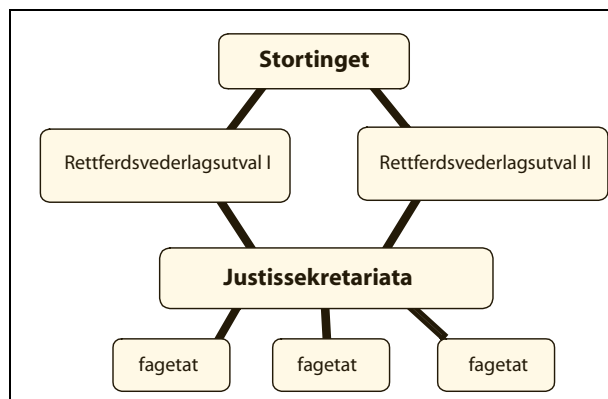 Stortinget
Rettferdsvederlagsutval I
Rettferdsvederlagsutval II
Justissekretariata
fagetat
fagetat
fagetat